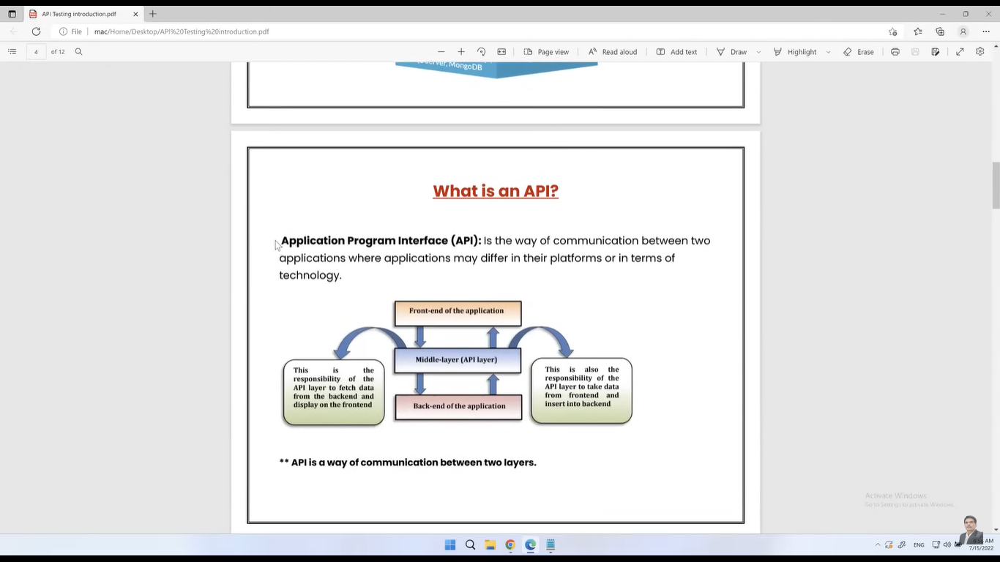 API Testing introduction.pdf
File
mac/Home/Desktop/API%20Testing%20introduction.pdf
4 of 12
Page view
Read aloud
Add text
Draw
Highlight
Erase
Server, MongoDB
What is an API?
Application Program Interface (API): Is the way of communication between two
applications where applications may differ in their platforms or in terms of
technology.
Front-end of the application
Middle-layer (API layer)
Back-end of the application
This is the
responsibility of the
API layer to fetch data
from the backend and
display on the frontend
This is also the
responsibility of the
API layer to take data
from frontend and
insert into backend
** API is a way of communication between two layers.
Activate Windows
Go to Settings to activate Windows.
ENG
AM
7/15/2022